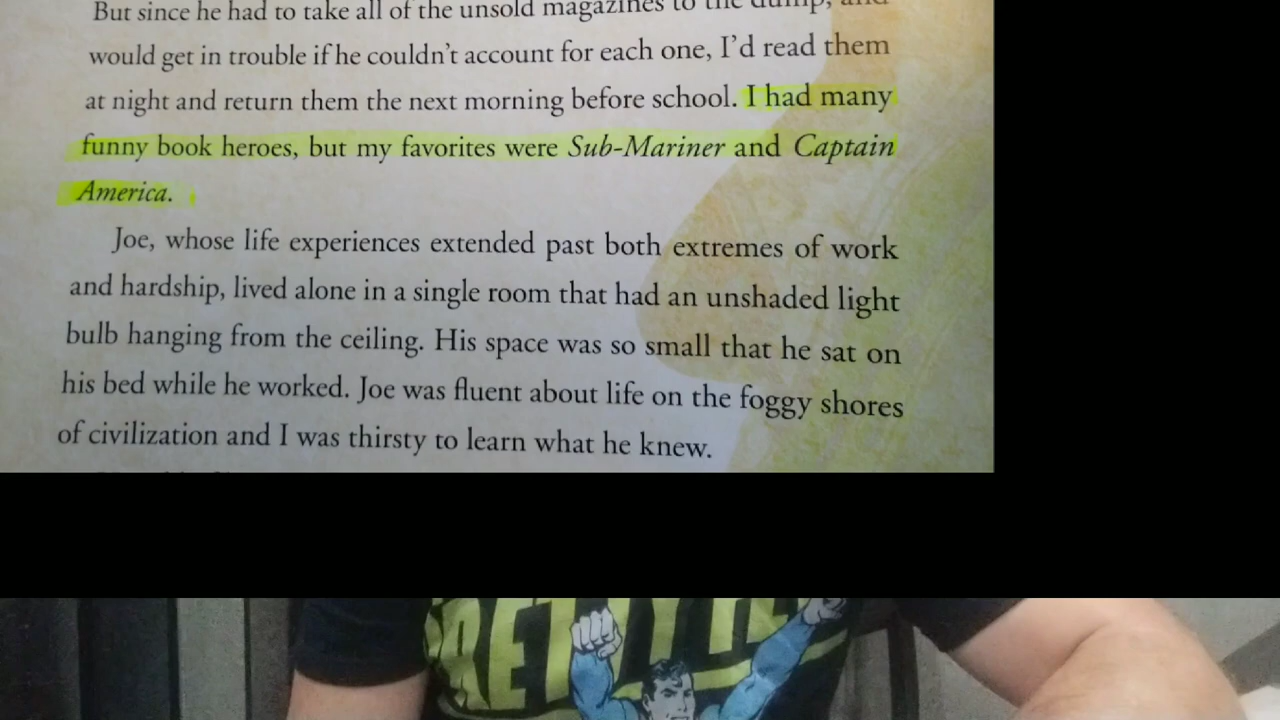 But since he had to take all of the unsold magazines to the dump, and
would get in trouble if he couldn't account for each one, I'd read them
at night and return them the next morning before school. I had many
funny book heroes, but my favorites were Sub-Mariner and Captain
America.
Joe, whose life experiences extended past both extremes of work
and hardship, lived alone in a single room that had an unshaded light
bulb hanging from the ceiling. His space was so small that he sat on
his bed while he worked. Joe was fluent about life on the foggy shores
of civilization and I was thirsty to learn what he knew.